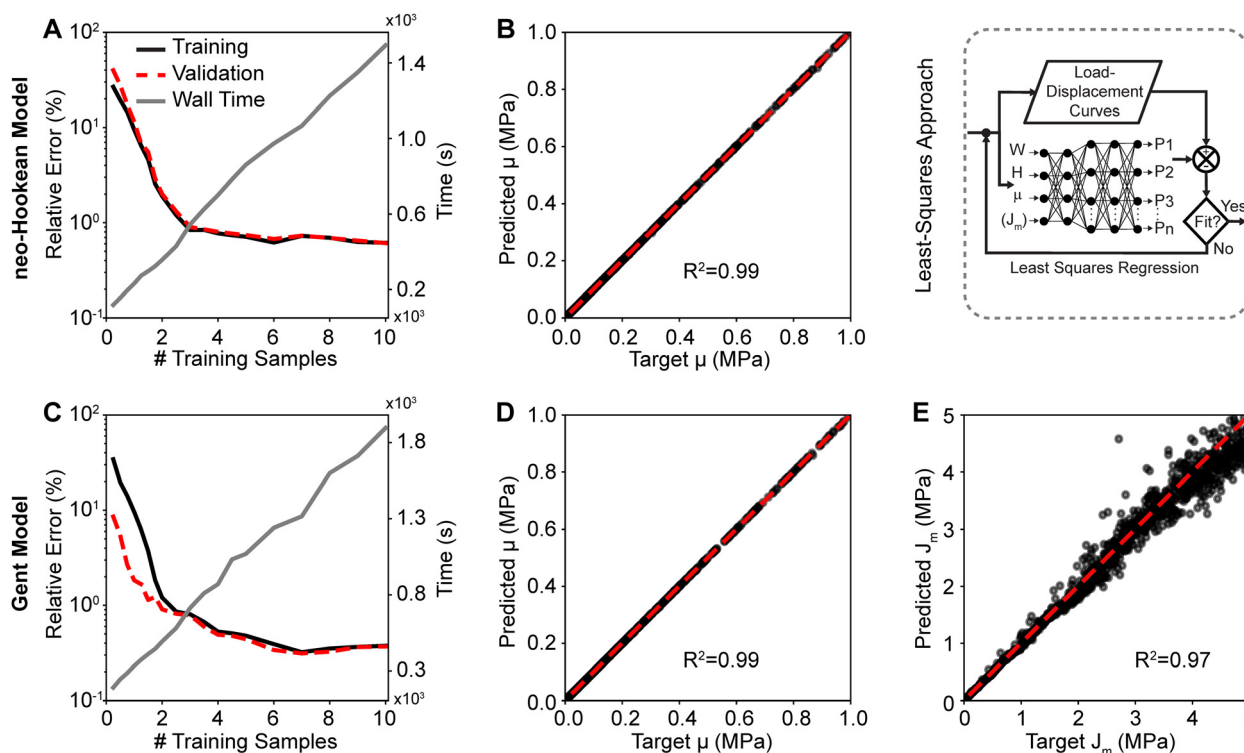 A
neo-Hookean Model
Relative Error (%)
10²
10¹
10⁰
10⁻¹
Training
Validation
Wall Time
x10³
1.4
1.0
0.6
0.2
x10³
Time (s)
0 2 4 6 8 10
# Training Samples
B
Predicted μ (MPa)
1.0
0.8
0.6
0.4
0.2
0.0
R²=0.99
0.0 0.2 0.4 0.6 0.8 1.0
Target μ (MPa)
Least-Squares Approach
Load-
Displacement
Curves
W
H
μ
(Jₘ)
P1
P2
P3
Pn
+
-
Fit?
Yes
No
Least Squares Regression
C
Gent Model
Relative Error (%)
10²
10¹
10⁰
10⁻¹
x10³
1.8
1.3
0.8
0.3
x10³
Time (s)
0 2 4 6 8 10
# Training Samples
D
Predicted μ (MPa)
1.0
0.8
0.6
0.4
0.2
0.0
R²=0.99
0.0 0.2 0.4 0.6 0.8 1.0
Target μ (MPa)
E
Predicted Jₘ (MPa)
5
4
3
2
1
0
R²=0.97
0 1 2 3 4
Target Jₘ (MPa)